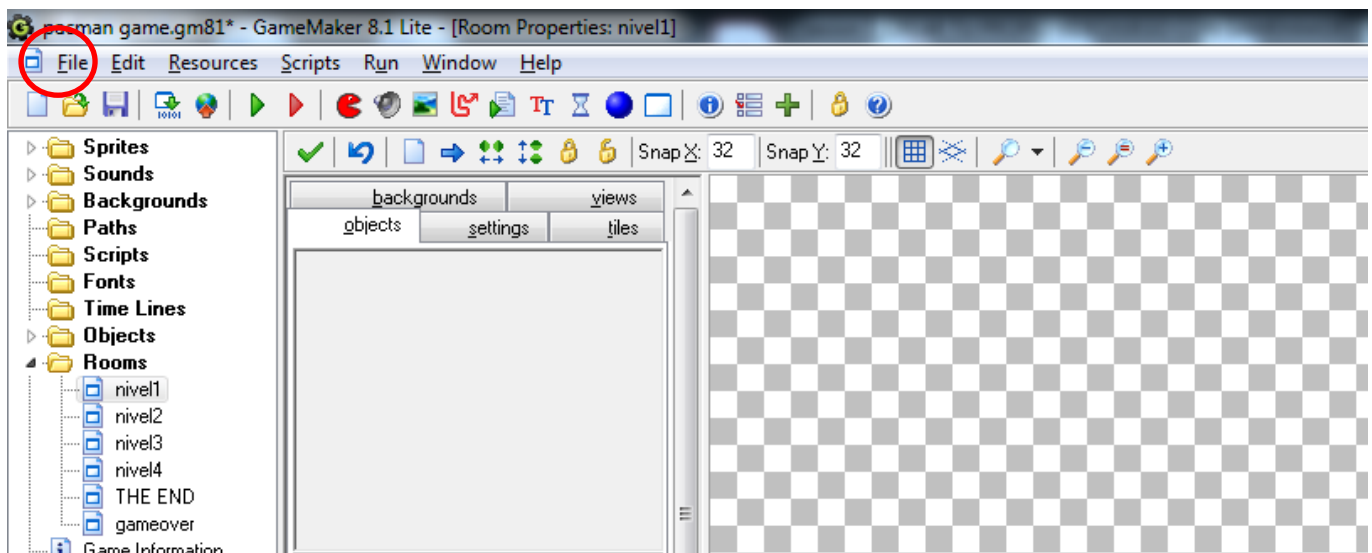 pacman game.gm81* - GameMaker 8.1 Lite - [Room Properties: nivel1]
File Edit Resources Scripts Run Window Help
Snap X: 32 Snap Y: 32
Sprites
Sounds
Backgrounds
Paths
Scripts
Fonts
Time Lines
Objects
Rooms
nivel1
nivel2
nivel3
nivel4
THE END
gameover
Game Information
backgrounds views
objects settings tiles